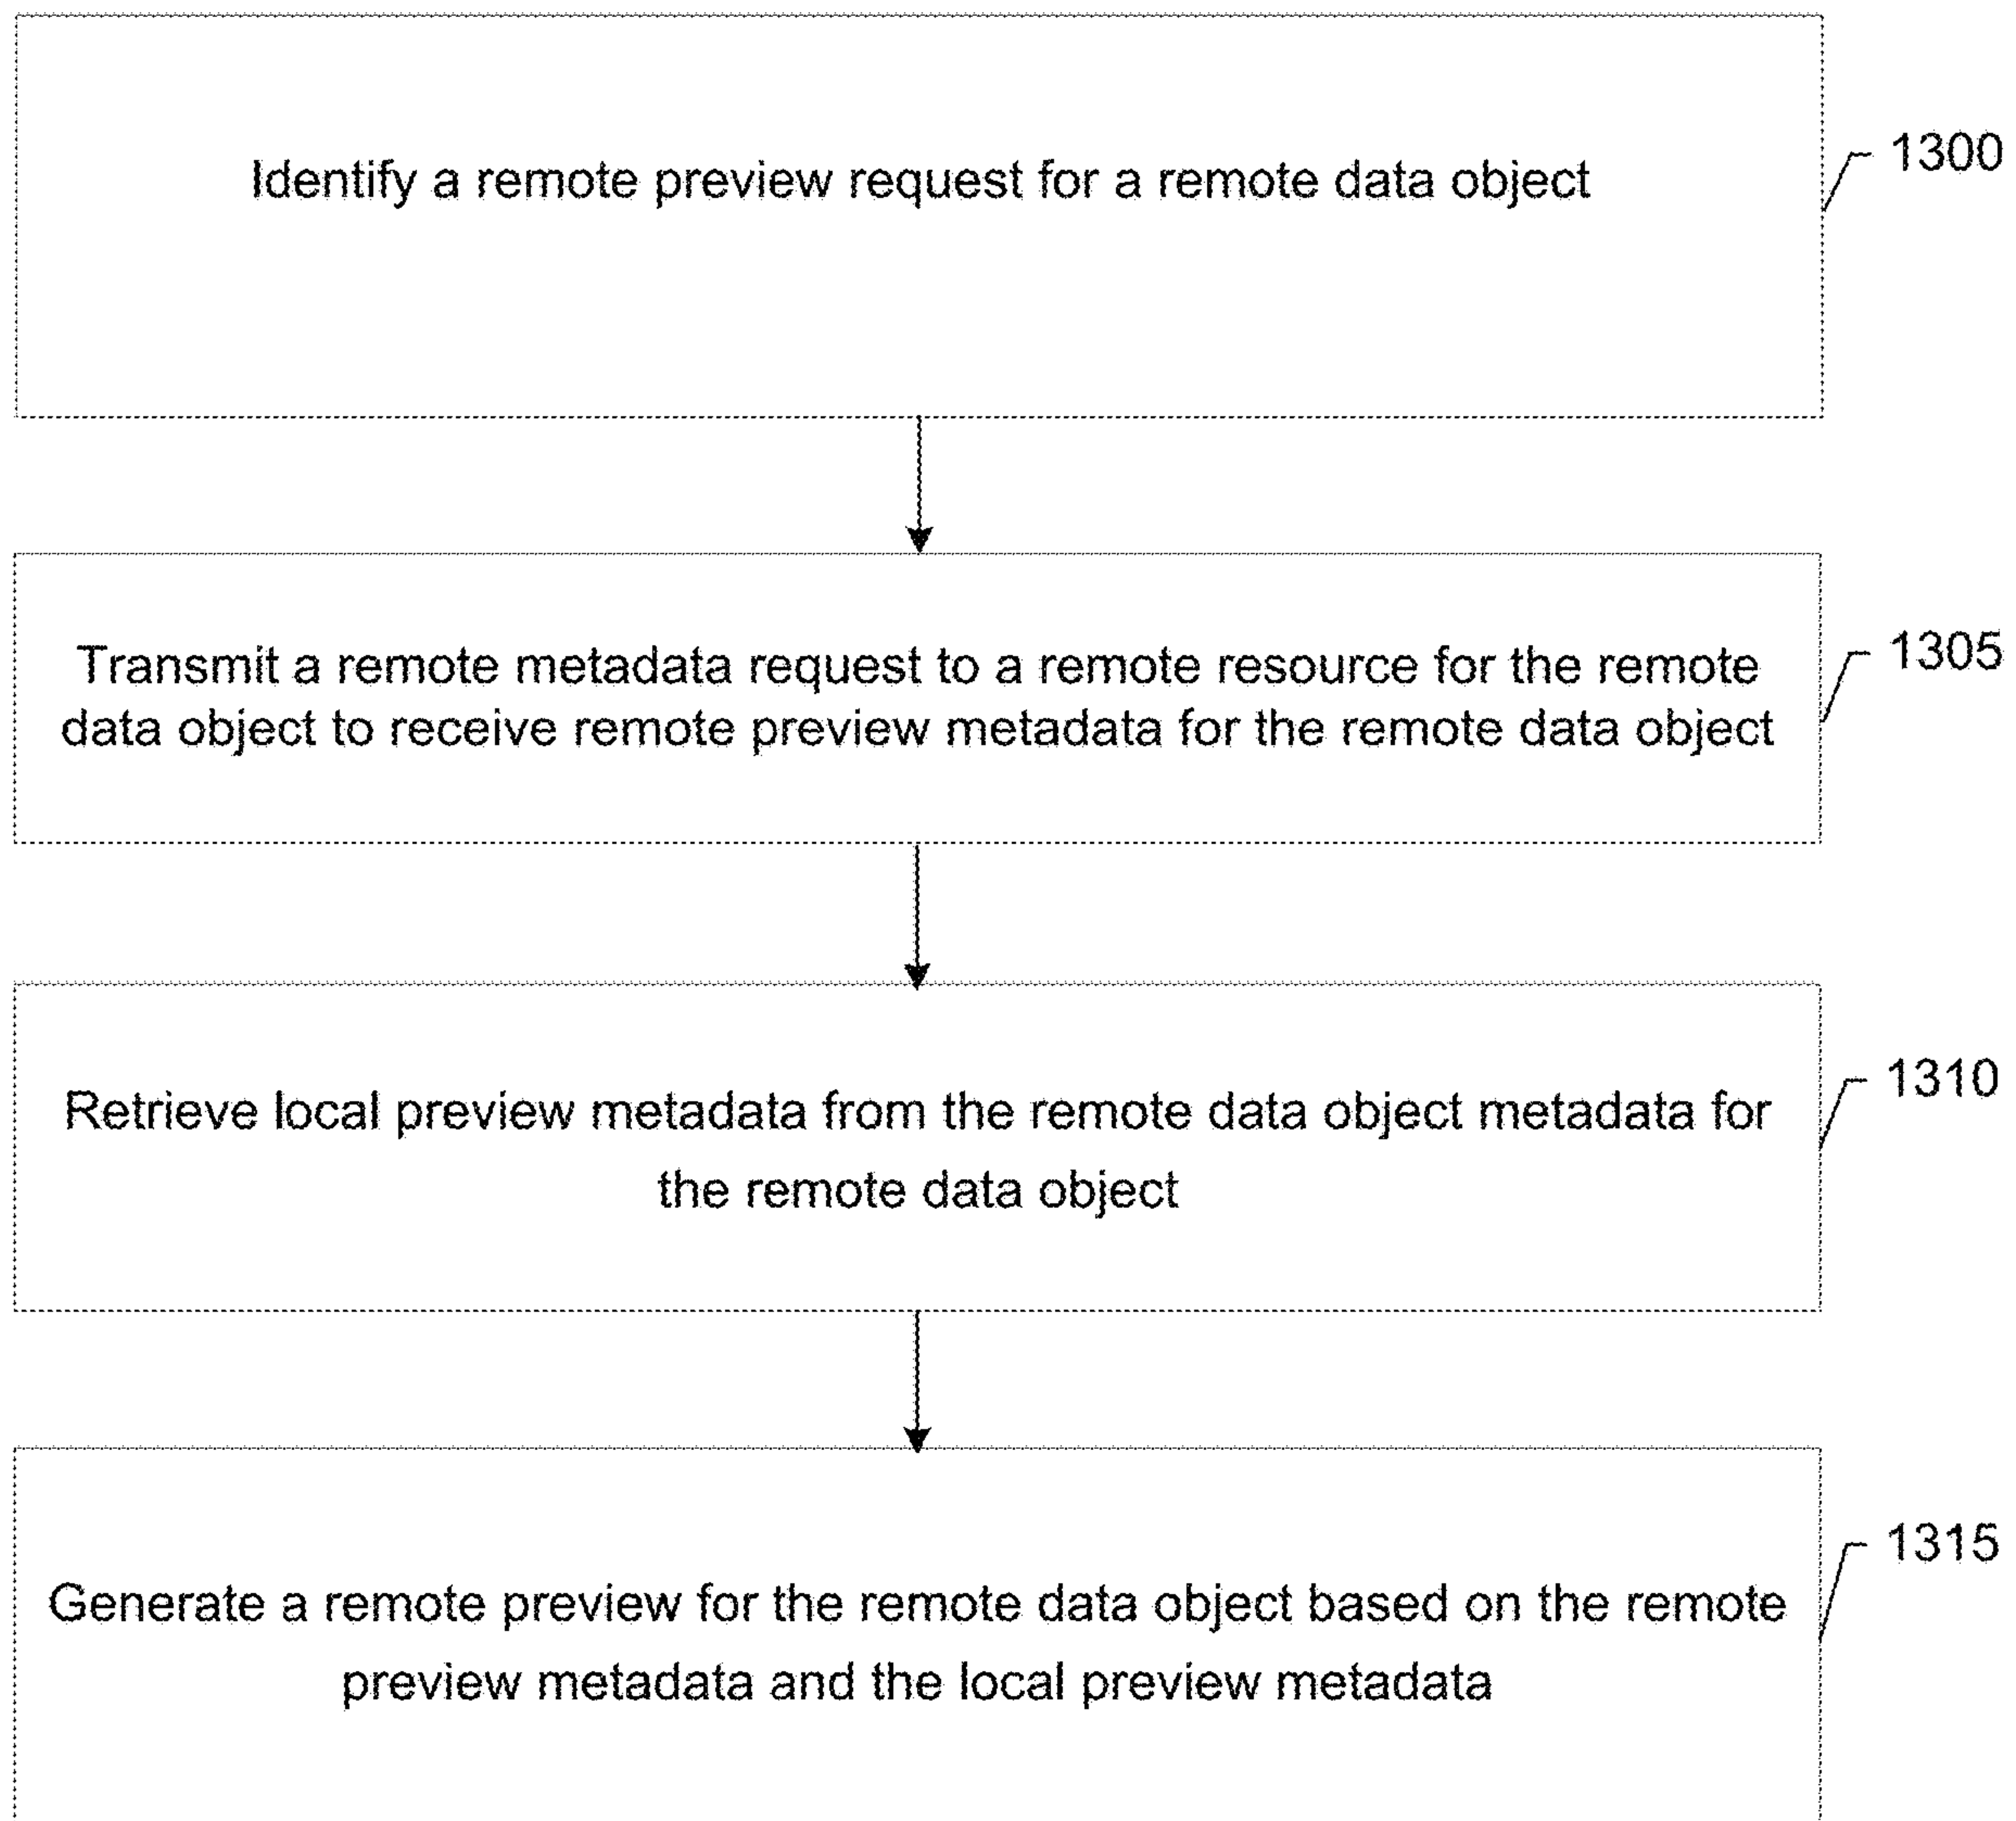 Identify a remote preview request for a remote data object
1300
Transmit a remote metadata request to a remote resource for the remote
data object to receive remote preview metadata for the remote data object
1305
Retrieve local preview metadata from the remote data object metadata for
the remote data object
1310
Generate a remote preview for the remote data object based on the remote
preview metadata and the local preview metadata
1315